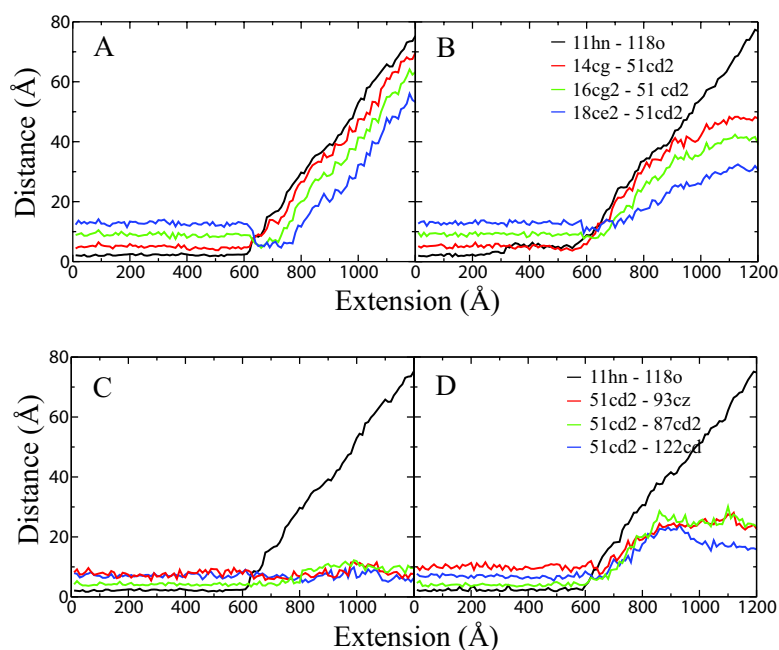 A
B
11hn - 118o
14cg - 51cd2
16cg2 - 51 cd2
18ce2 - 51cd2
Distance (Å)
80
60
40
20
0
0 200 400 600 800 1000 0 200 400 600 800 1000 1200
Extension (Å)
C
D
11hn - 118o
51cd2 - 93cz
51cd2 - 87cd2
51cd2 - 122cd
Distance (Å)
80
60
40
20
0
0 200 400 600 800 1000 0 200 400 600 800 1000 1200
Extension (Å)